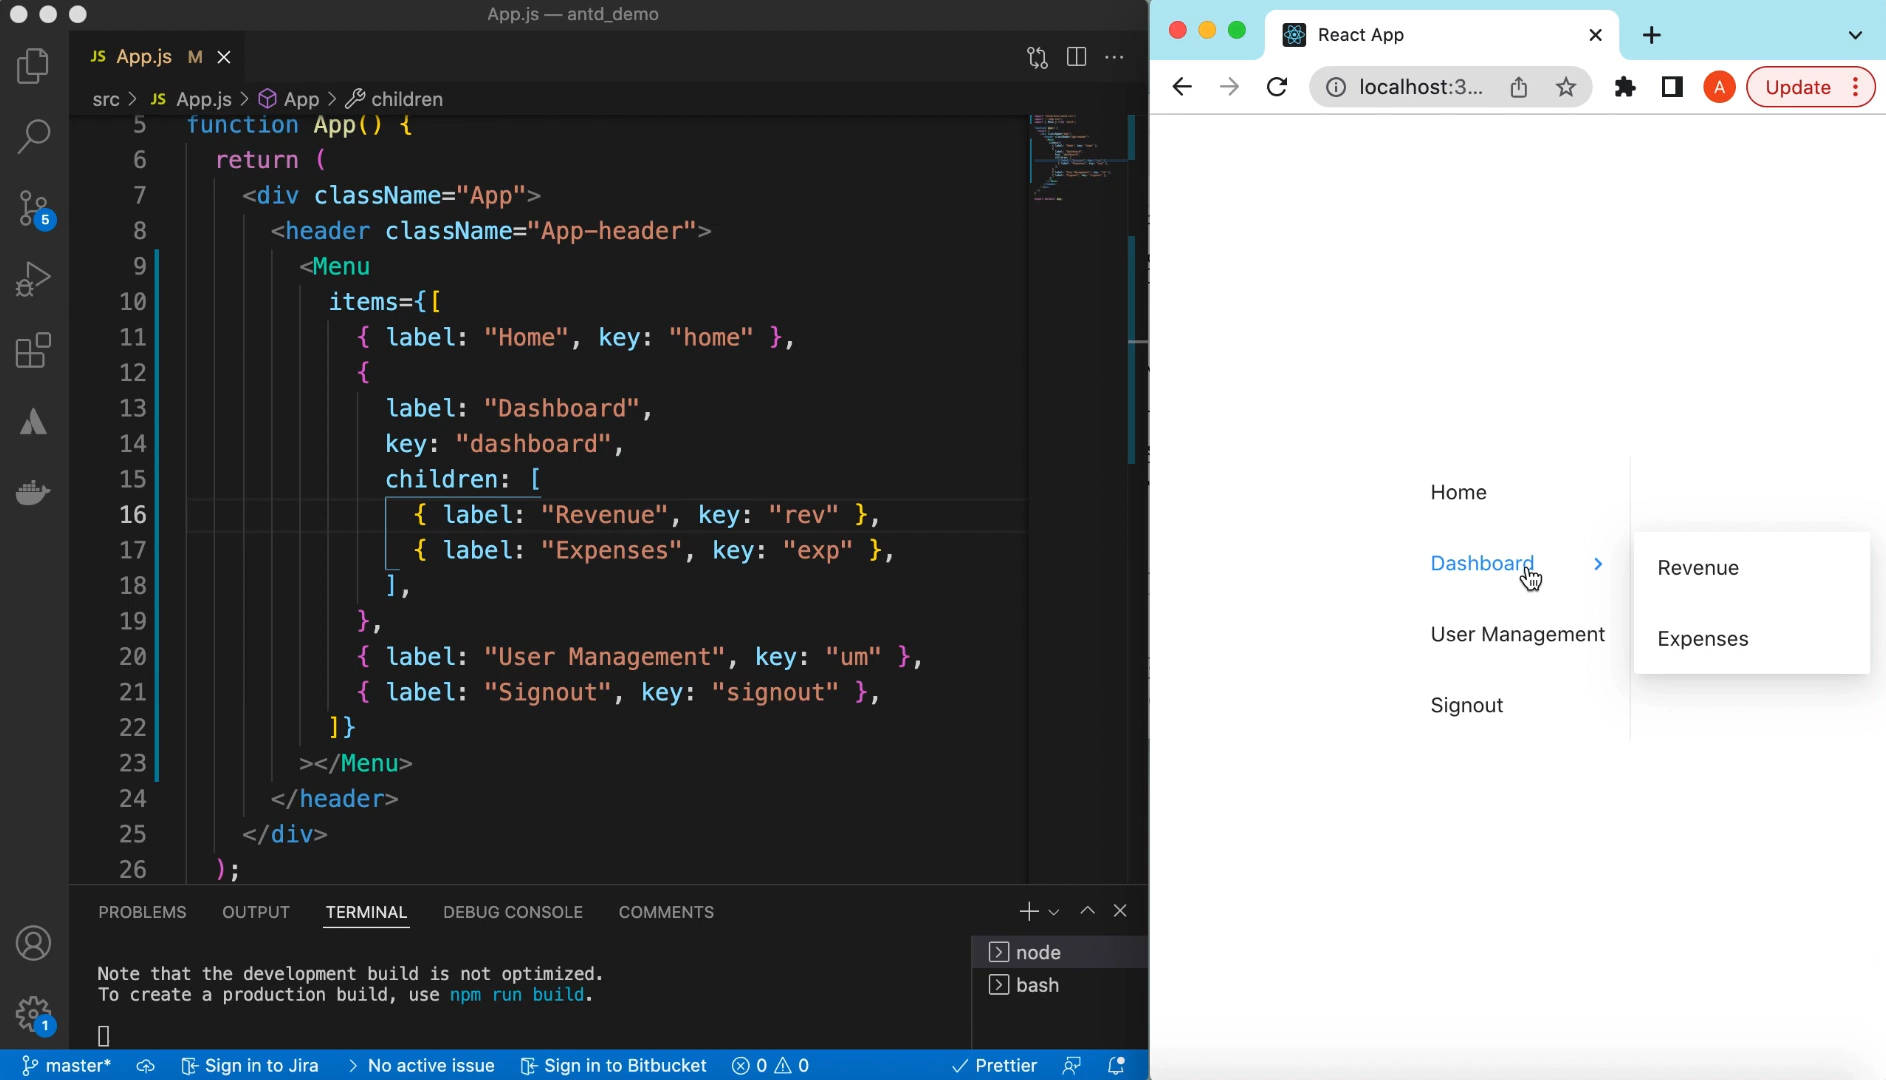 App.js — antd_demo
JS App.js M
src > JS App.js > App > children
5 function App() {
6 return (
7 <div className="App">
8 <header className="App-header">
9 <Menu
10 items={[
11 { label: "Home", key: "home" },
12 {
13 label: "Dashboard",
14 key: "dashboard",
15 children: [
16 { label: "Revenue", key: "rev" },
17 { label: "Expenses", key: "exp" },
18 ],
19 },
20 { label: "User Management", key: "um" },
21 { label: "Signout", key: "signout" },
22 ]}
23 ></Menu>
24 </header>
25 </div>
26 );
5
1
PROBLEMS OUTPUT TERMINAL DEBUG CONSOLE COMMENTS
Note that the development build is not optimized.
To create a production build, use npm run build.
node
bash
master* Sign in to Jira > No active issue Sign in to Bitbucket 0 0 Prettier
React App
localhost:3... A Update
Home
Dashboard
User Management
Signout
Revenue
Expenses